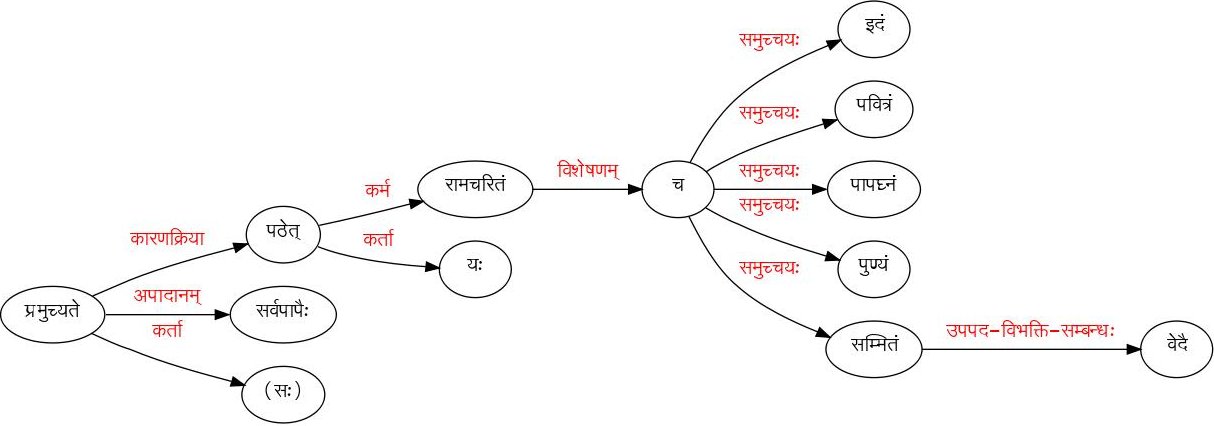 इदं
समुच्चयः
पवित्रं
समुच्चयः
विशेषणम्
समुच्चयः
रामचरितं
च
पापघ्नं
कर्म
समुच्चयः
पठेत्
कारणक्रिया
कर्ता
यः
समुच्चयः
पुण्यं
अपादानम्
प्रमुच्यते
सर्वपापैः
कर्ता
उपपद-विभक्ति-सम्बन्धः
सम्मितं
वेदै
(सः)